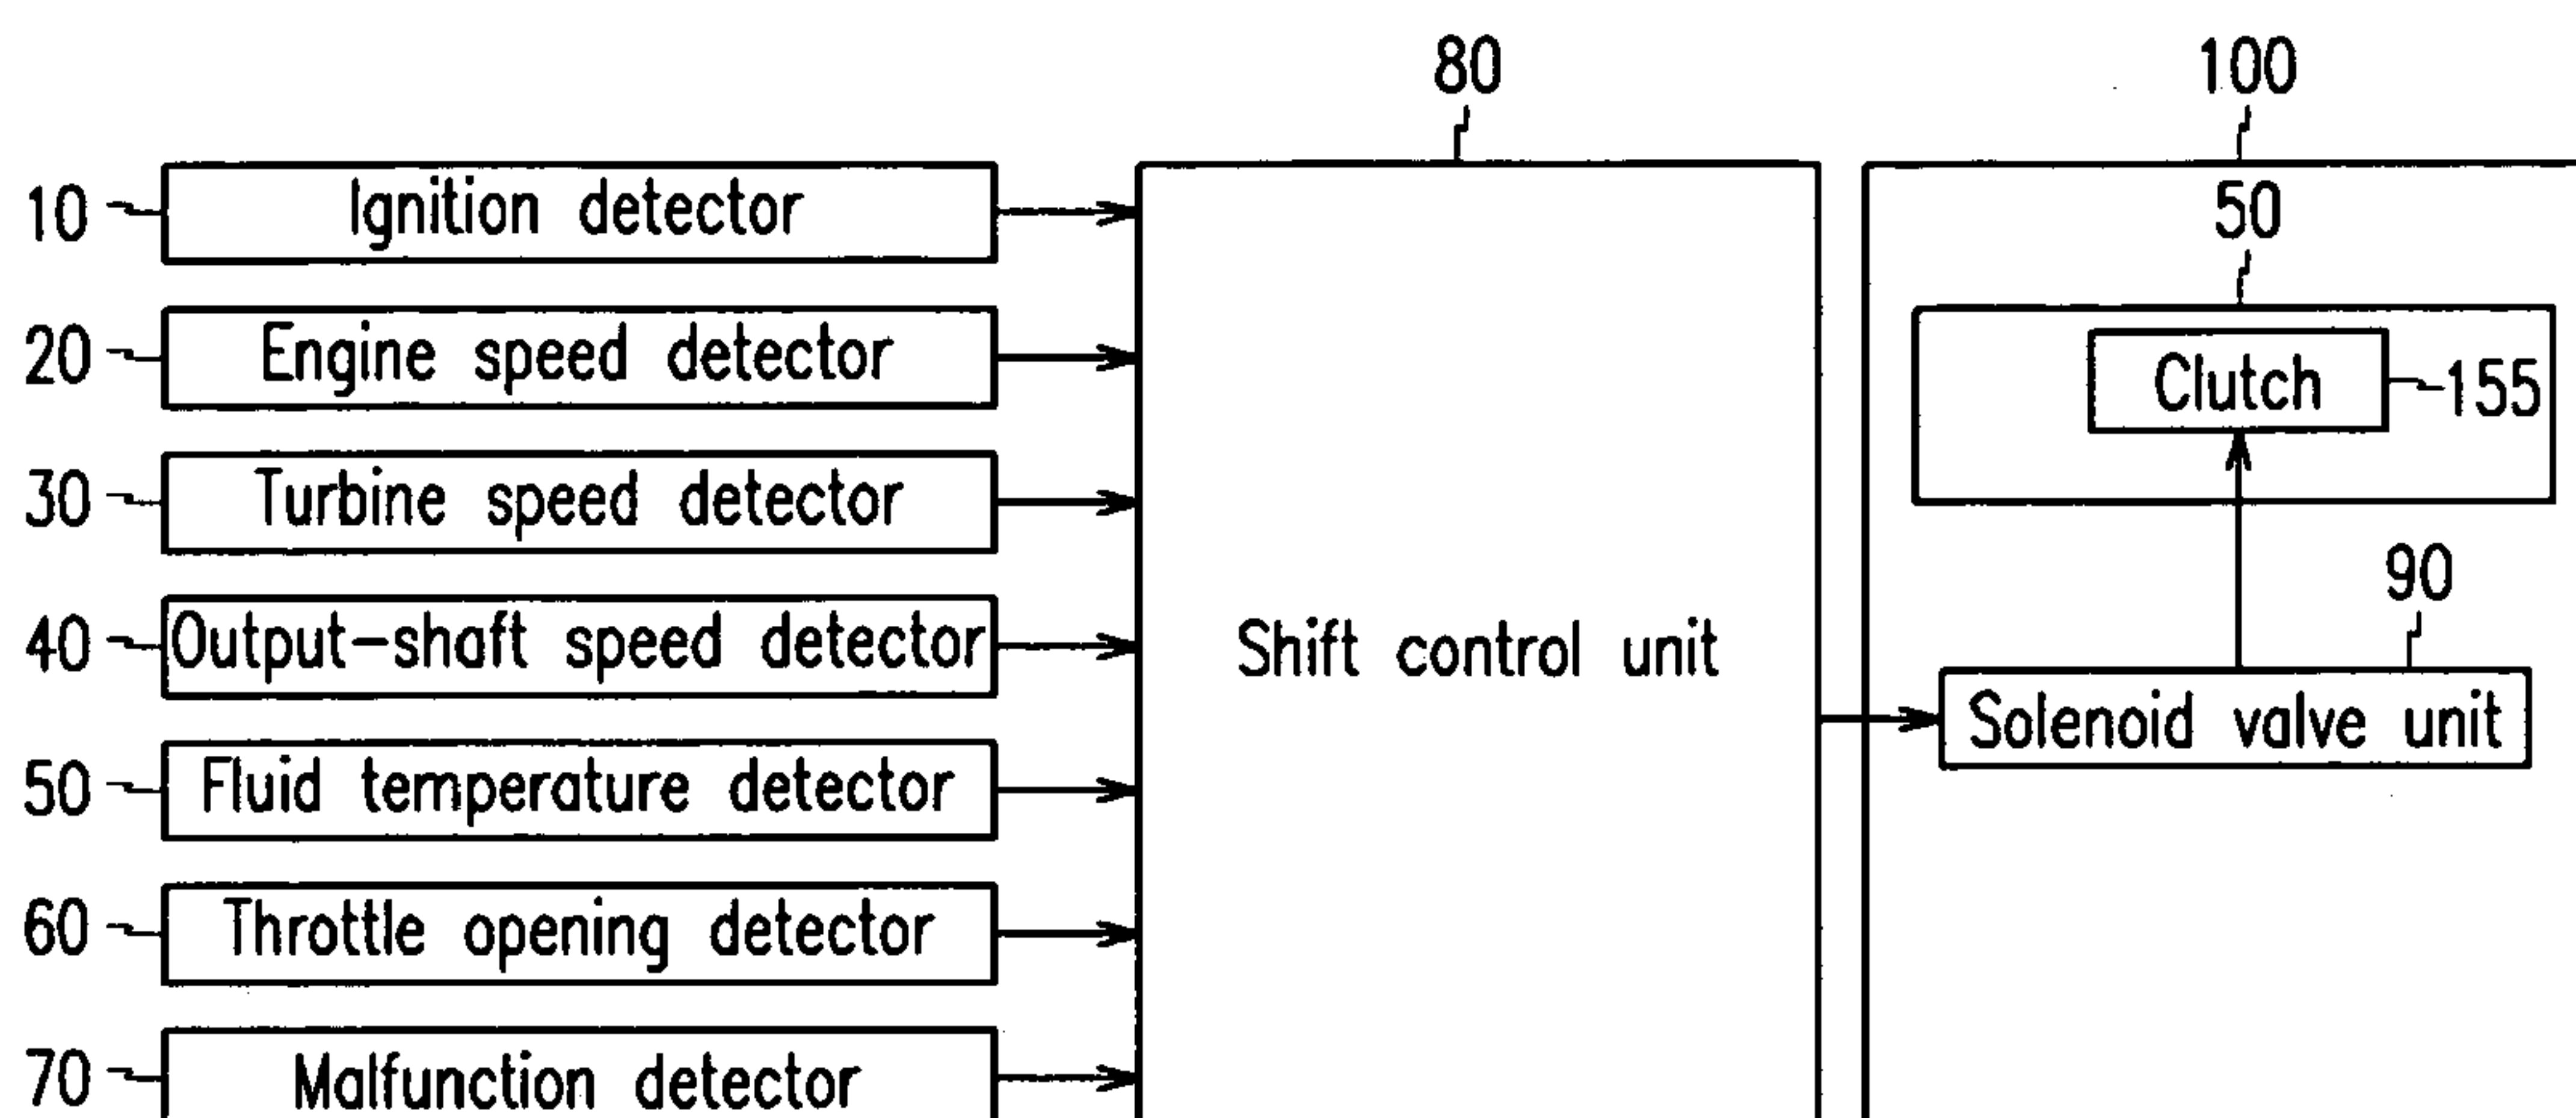 80
100
10
Ignition detector
50
20
Engine speed detector
Clutch
155
30
Turbine speed detector
90
40
Output-shaft speed detector
Shift control unit
Solenoid valve unit
50
Fluid temperature detector
60
Throttle opening detector
70
Malfunction detector